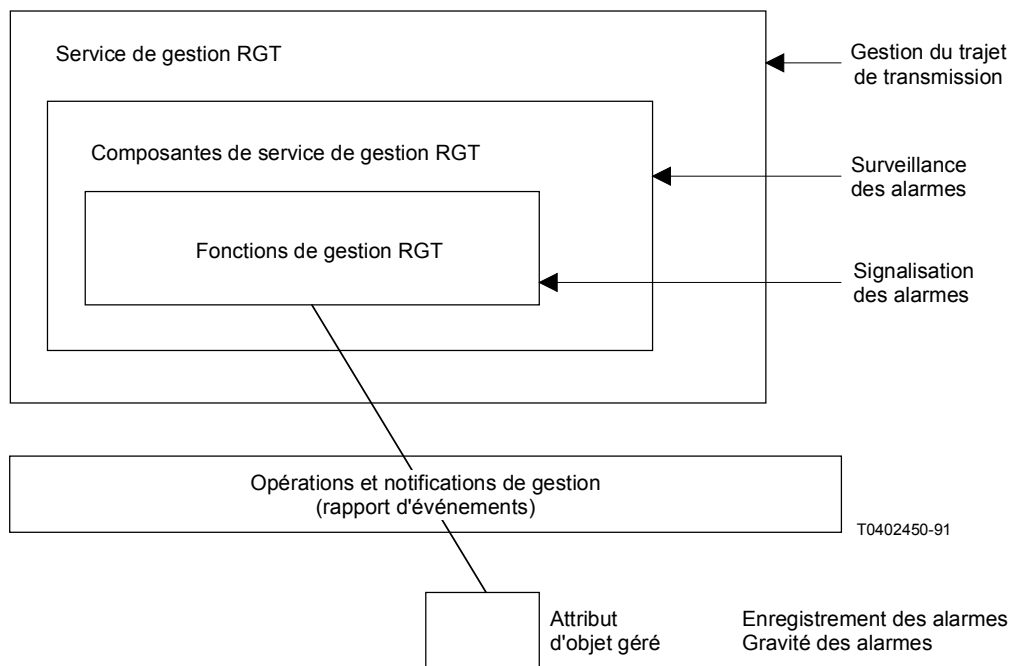 Service de gestion RGT
Gestion du trajet
de transmission
Composantes de service de gestion RGT
Surveillance
des alarmes
Fonctions de gestion RGT
Signalisation
des alarmes
Opérations et notifications de gestion
(rapport d'événements)
T0402450-91
Attribut
d'objet géré
Enregistrement des alarmes
Gravité des alarmes